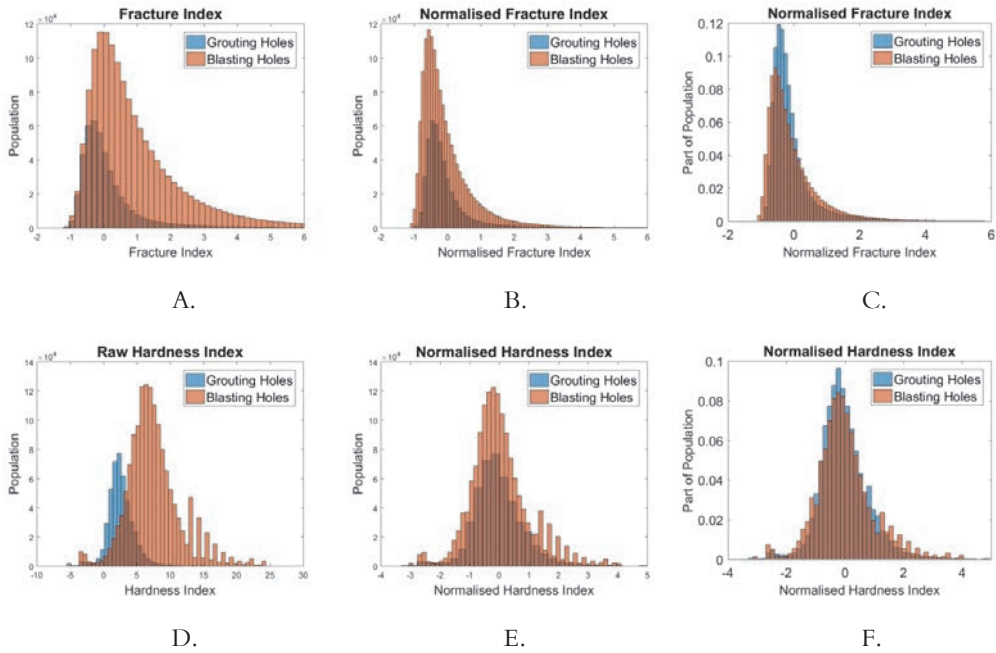 Fracture Index
×10⁴
12
10
8
6
4
2
0
Population
Grouting Holes
Blasting Holes
-2 -1 0 1 2 3 4 5 6
Fracture Index
A.
Normalised Fracture Index
×10⁴
12
10
8
6
4
2
0
Population
Grouting Holes
Blasting Holes
-2 -1 0 1 2 3 4 5 6
Normalised Fracture Index
B.
Normalised Fracture Index
0.12
0.1
0.08
0.06
0.04
0.02
0
Part of Population
Grouting Holes
Blasting Holes
-2 0 2 4 6
Normalized Fracture Index
C.
Raw Hardness Index
×10⁴
14
12
10
8
6
4
2
0
Population
Grouting Holes
Blasting Holes
-10 -5 0 5 10 15 20 25 30
Hardness Index
D.
Normalised Hardness Index
×10⁴
14
12
10
8
6
4
2
0
Population
Grouting Holes
Blasting Holes
-4 -3 -2 -1 0 1 2 3 4 5
Normalised Hardness Index
E.
Normalised Hardness Index
0.1
0.08
0.06
0.04
0.02
0
Part of Population
Grouting Holes
Blasting Holes
-4 -2 0 2 4
Normalised Hardness Index
F.